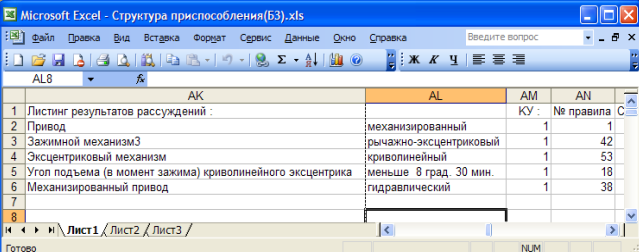 Microsoft Excel - Структура приспособления(БЗ).xls
Файл Правка Вид Вставка Формат Сервис Данные Окно Справка Введите вопрос
Ж К Ч
AL8 fx
AK AL AM AN
1 Листинг результатов рассуждений : КУ : № правила С
2 Привод механизированный 1 1
3 Зажимной механизм3 рычажно-эксцентриковый 1 42
4 Эксцентриковый механизм криволинейный 1 53
5 Угол подъема (в момент зажима) криволинейного эксцентрика меньше 8 град. 30 мин. 1 18
6 Механизированный привод гидравлический 1 38
7
8
Лист1 Лист2 Лист3
Готово NUM